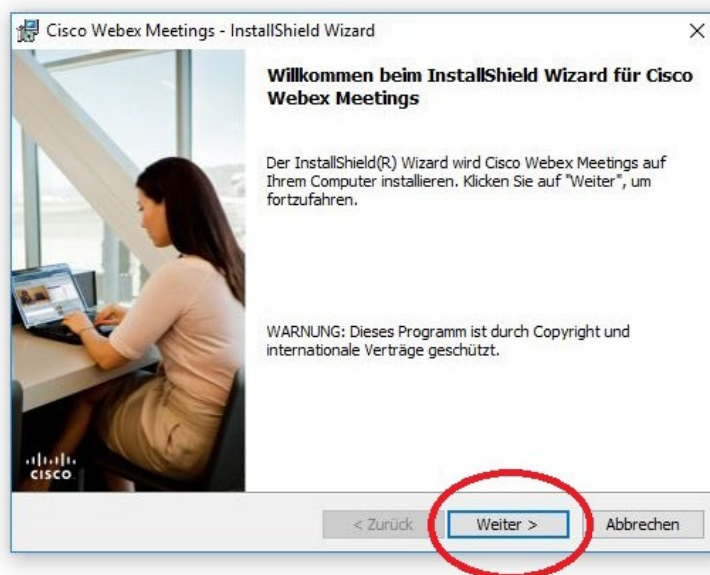 Cisco Webex Meetings - InstallShield Wizard
Willkommen beim InstallShield Wizard für Cisco
Webex Meetings
Der InstallShield(R) Wizard wird Cisco Webex Meetings auf
Ihrem Computer installieren. Klicken Sie auf "Weiter", um
fortzufahren.
WARNUNG: Dieses Programm ist durch Copyright und
internationale Verträge geschützt.
CISCO.
< Zurück
Weiter >
Abbrechen